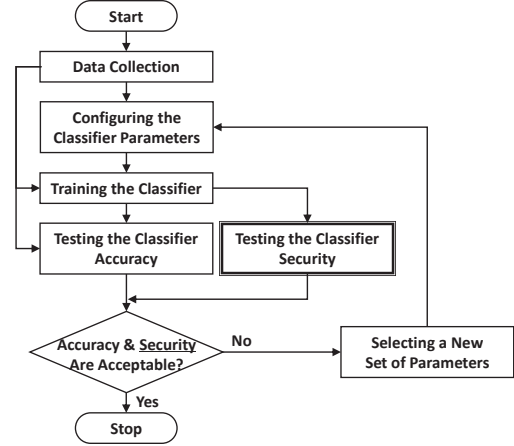 Start
Data Collection
Configuring the
Classifier Parameters
Training the Classifier
Testing the Classifier
Accuracy
Testing the Classifier
Security
Accuracy & Security
Are Acceptable?
No
Selecting a New
Set of Parameters
Yes
Stop